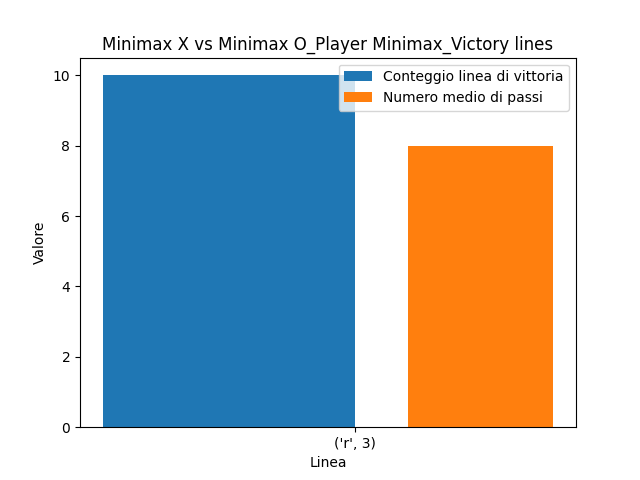 Minimax X vs Minimax O_Player Minimax_Victory lines
Conteggio linea di vittoria
Numero medio di passi
10
8
6
4
2
0
Valore
('r', 3)
Linea